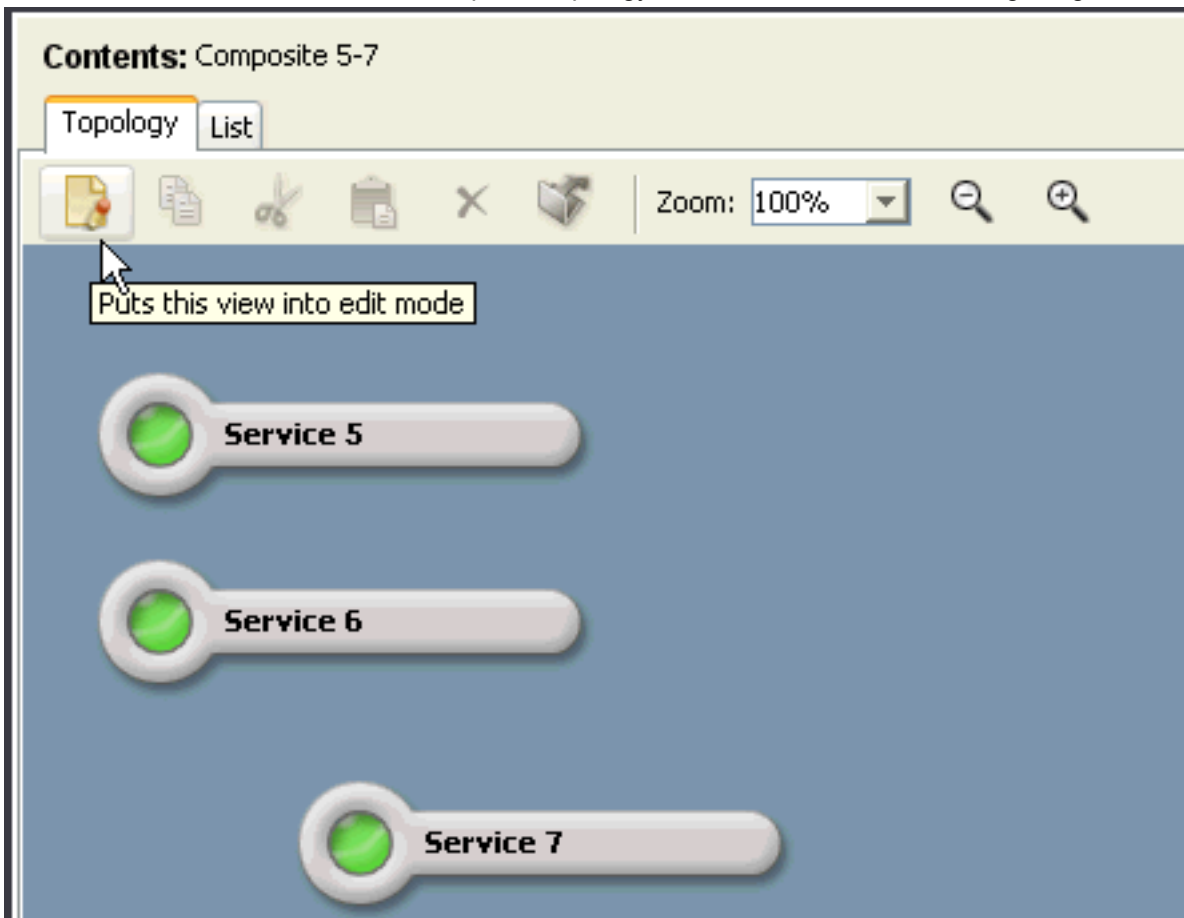 Contents: Composite 5-7
Topology List
Zoom: 100%
Puts this view into edit mode
Service 5
Service 6
Service 7